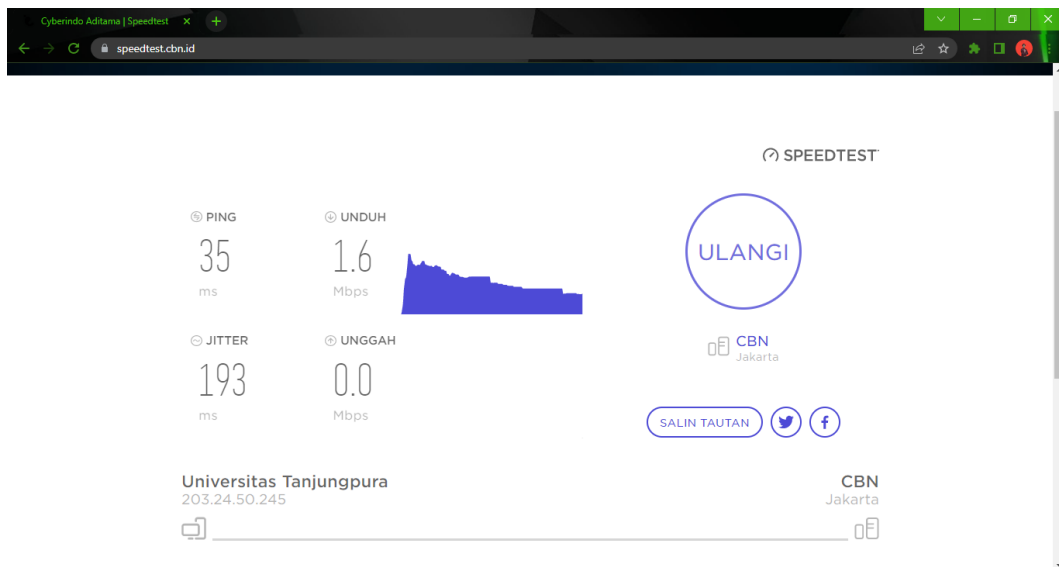 Cyberindo Aditama | Speedtest
speedtest.cbn.id
SPEEDTEST
PING
35
ms
UNDUH
1.6
Mbps
ULANGI
JITTER
193
ms
UNGGAH
0.0
Mbps
CBN
Jakarta
SALIN TAUTAN
Universitas Tanjungpura
203.24.50.245
CBN
Jakarta